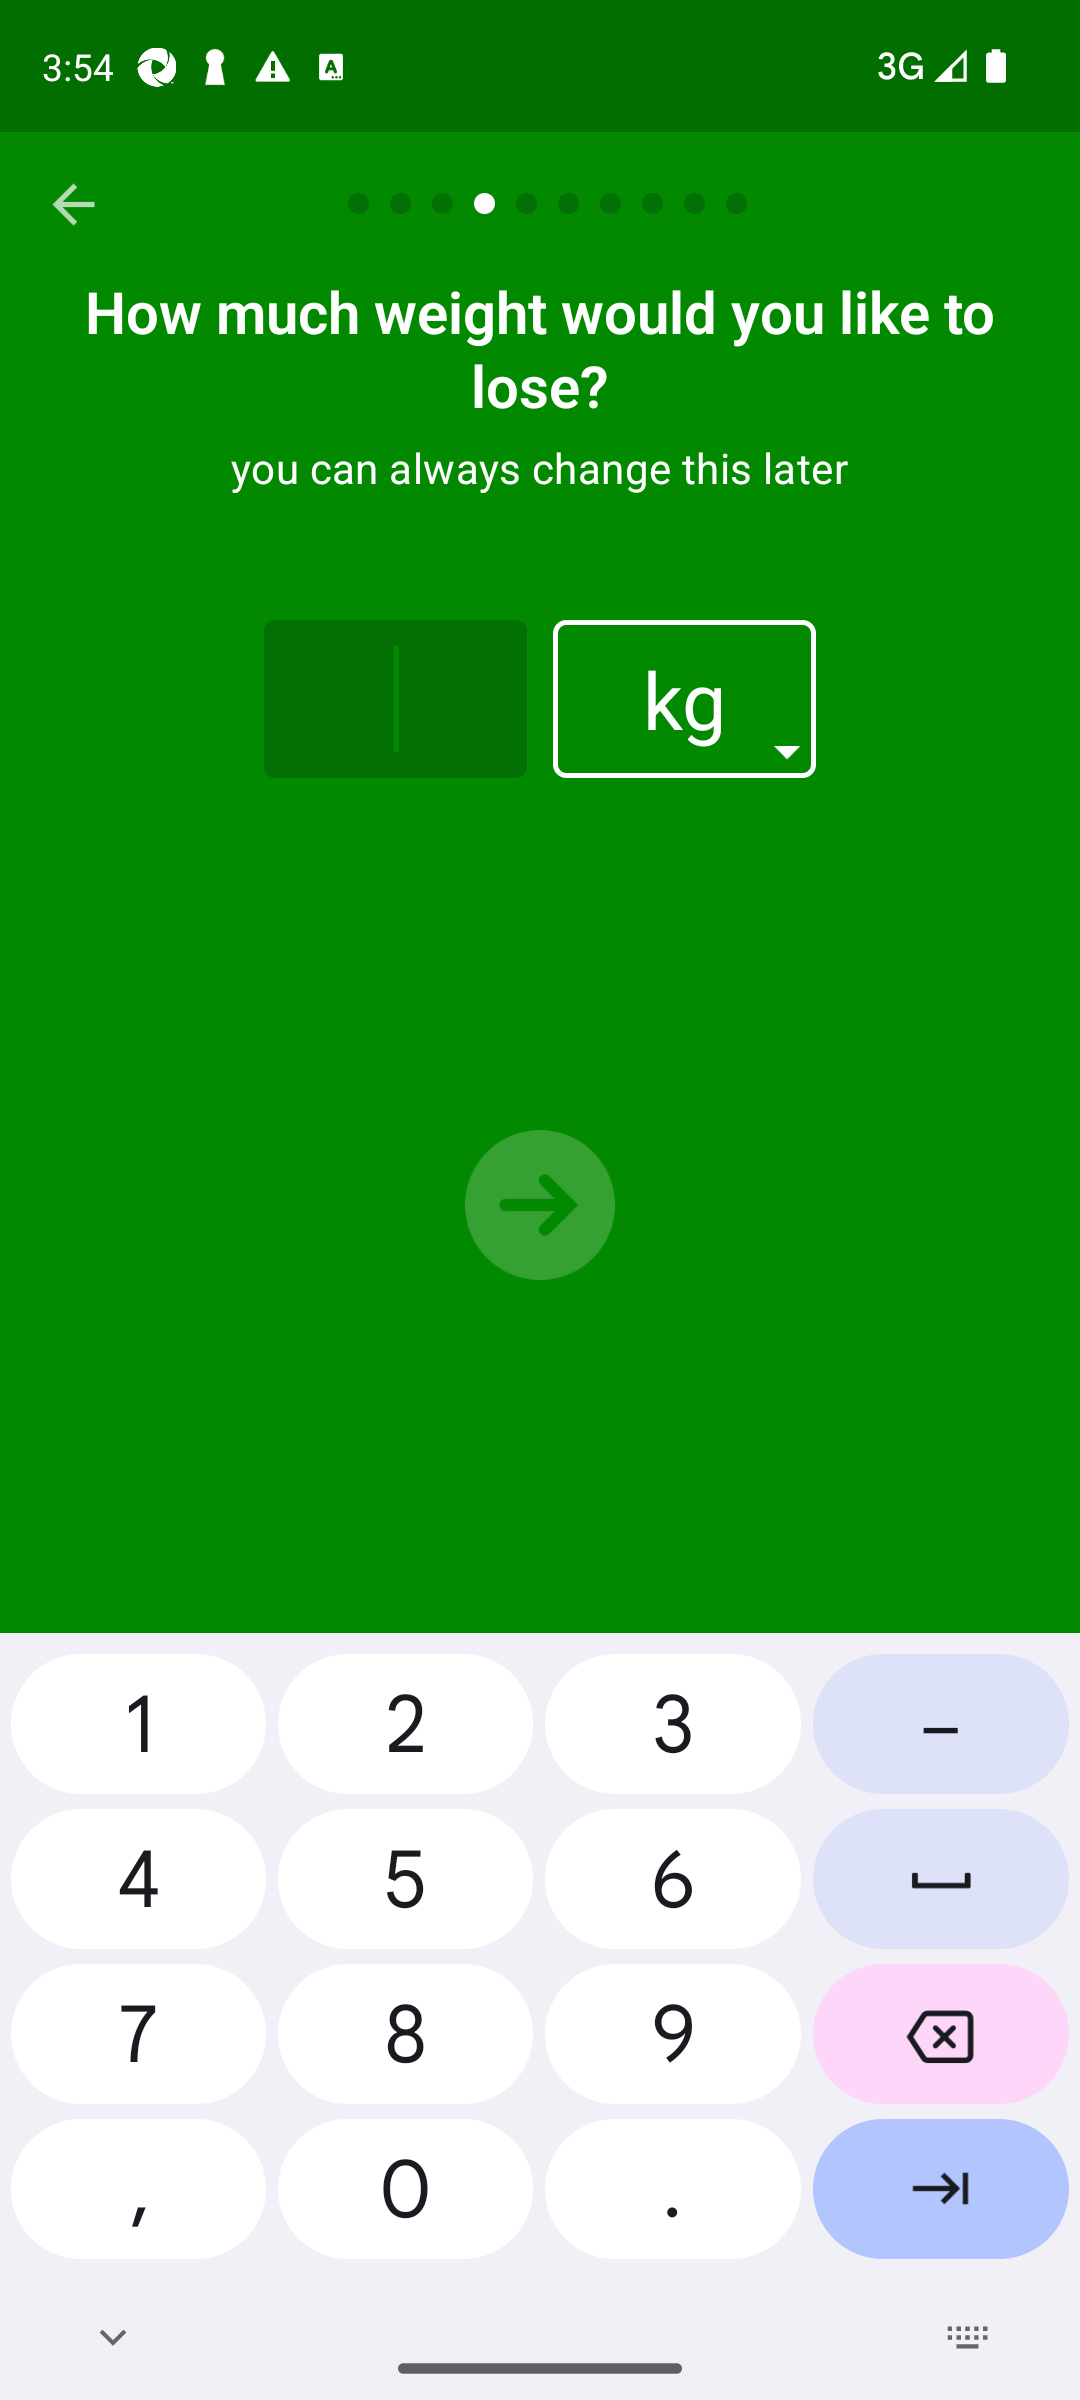 3:54
3G
How much weight would you like to
lose?
you can always change this later
kg
1 2 3 –
4 5 6
7 8 9
, 0 .